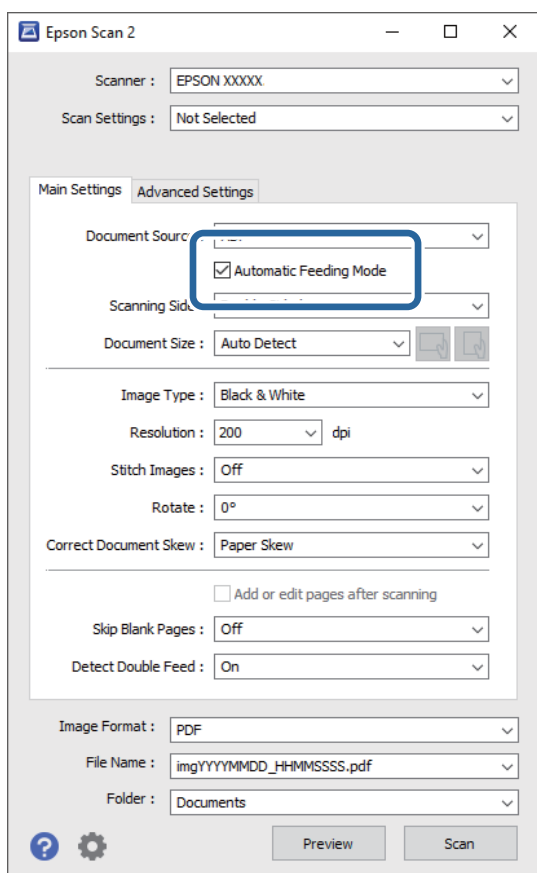 Epson Scan 2
Scanner : EPSON XXXXX
Scan Settings : Not Selected
Main Settings Advanced Settings
Document
Automatic Feeding Mode
Scanning
Document Size : Auto Detect
Image Type : Black & White
Resolution : 200 dpi
Stitch Images : Off
Rotate : 0°
Correct Document Skew : Paper Skew
Add or edit pages after scanning
Skip Blank Pages : Off
Detect Double Feed : On
Image Format : PDF
File Name : imgYYYYMMDD_HHMMSSSS.pdf
Folder : Documents
? Preview Scan